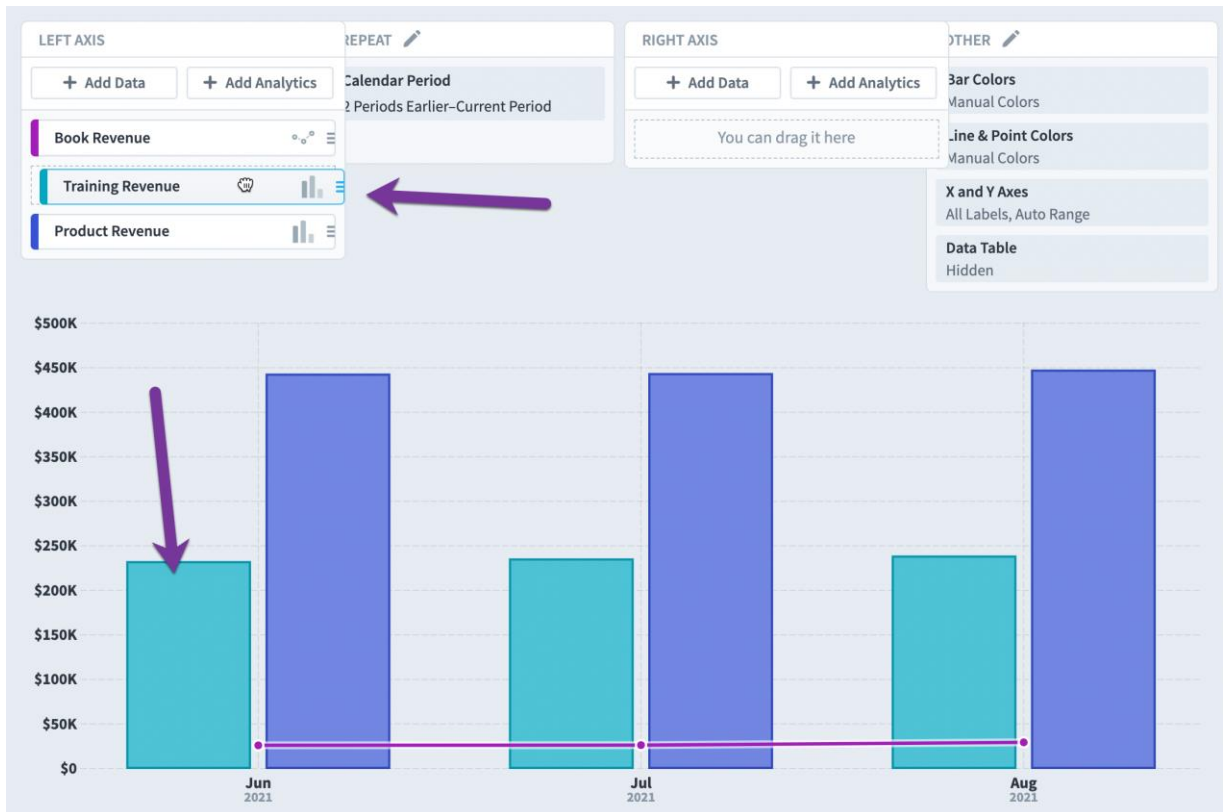 LEFT AXIS
+ Add Data
+ Add Analytics
Book Revenue
Training Revenue
Product Revenue
REPEAT
Calendar Period
2 Periods Earlier–Current Period
RIGHT AXIS
+ Add Data
+ Add Analytics
You can drag it here
OTHER
Bar Colors
Manual Colors
Line & Point Colors
Manual Colors
X and Y Axes
All Labels, Auto Range
Data Table
Hidden
$500K
$450K
$400K
$350K
$300K
$250K
$200K
$150K
$100K
$50K
$0
Jun
2021
Jul
2021
Aug
2021